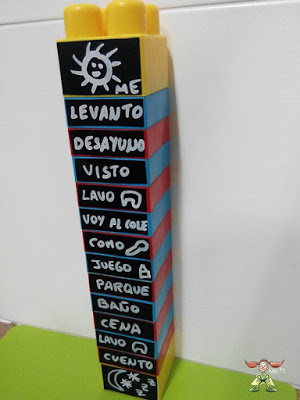 ME
LEVANTO
DESAYUNO
VISTO
LAVO
VOY AL COLE
COMO
JUEGO
PARQUE
BAÑO
CENA
LAVO
CUENTO
z z z